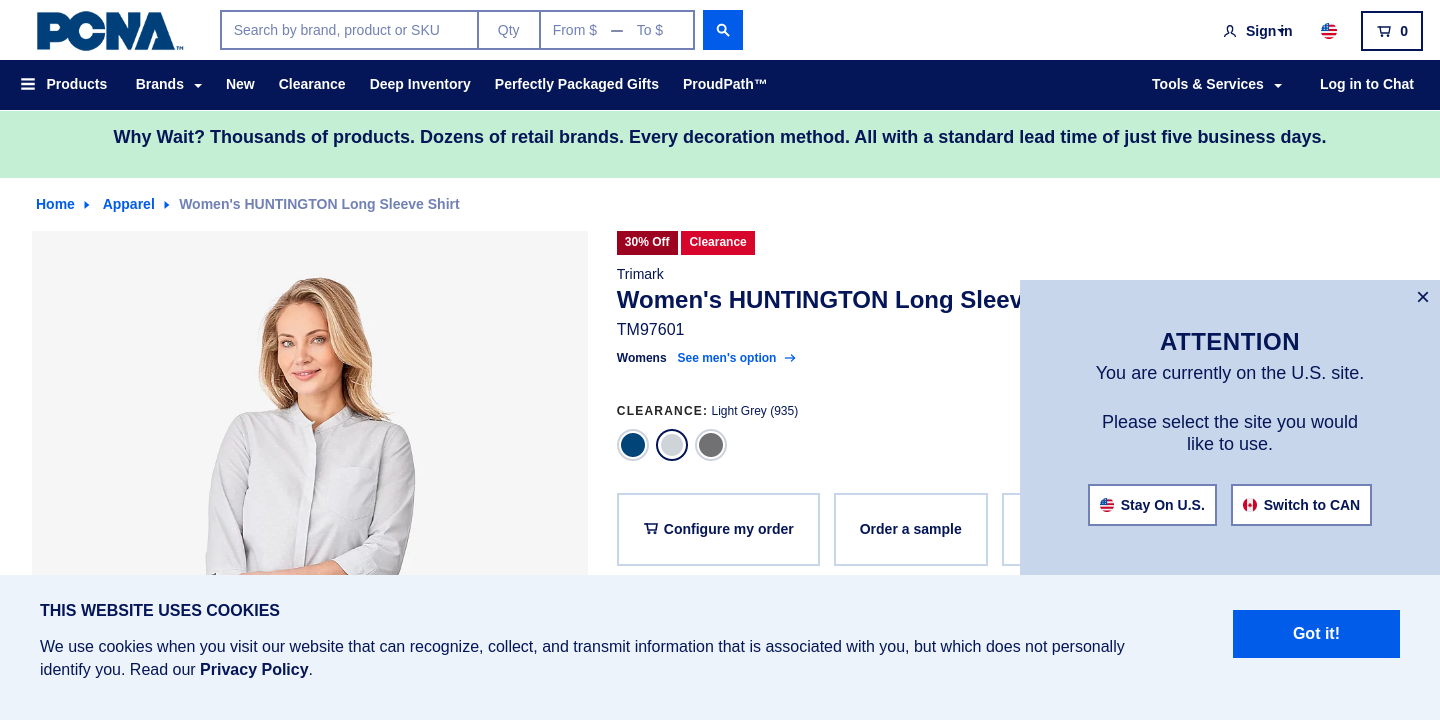 PCNA™ Search by brand, product or SKU Qty From $ — To $ Sign in 0
Products Brands New Clearance Deep Inventory Perfectly Packaged Gifts ProudPath™ Tools & Services Log in to Chat
Why Wait? Thousands of products. Dozens of retail brands. Every decoration method. All with a standard lead time of just five business days.
Home Apparel Women's HUNTINGTON Long Sleeve Shirt
30% Off Clearance
Trimark
Women's HUNTINGTON Long Sleev
TM97601
Womens See men's option →
CLEARANCE: Light Grey (935)
Configure my order Order a sample
×
ATTENTION
You are currently on the U.S. site.
Please select the site you would
like to use.
Stay On U.S. Switch to CAN
THIS WEBSITE USES COOKIES
We use cookies when you visit our website that can recognize, collect, and transmit information that is associated with you, but which does not personally
identify you. Read our Privacy Policy.
Got it!